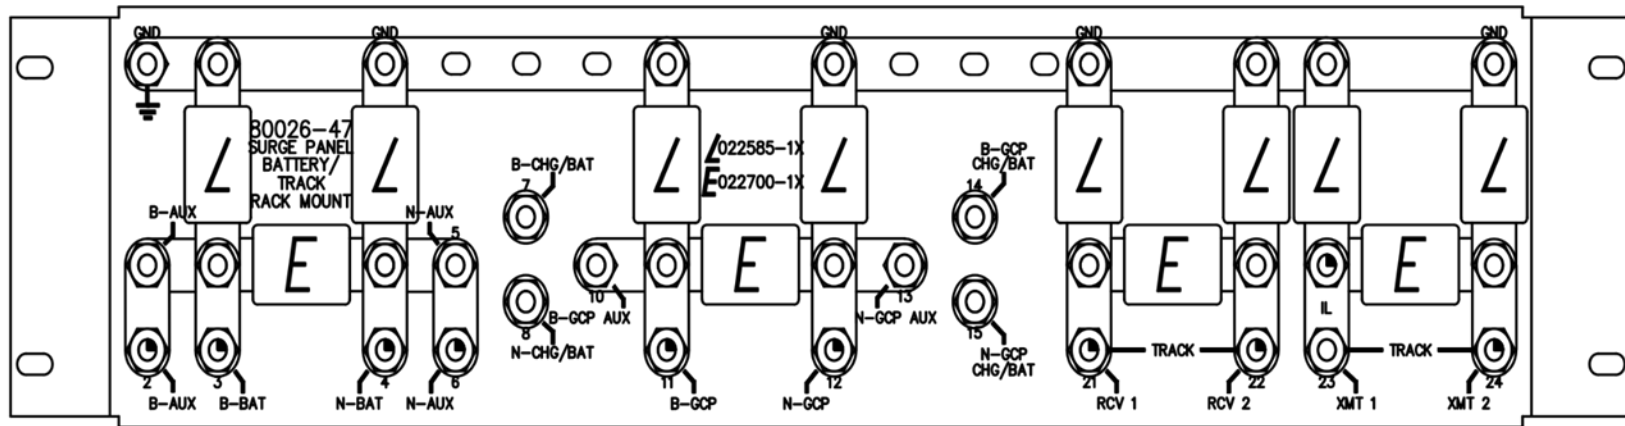 GND
GND
GND
GND
GND
80026-47
SURGE PANEL
BATTERY/
TRACK
RACK MOUNT
L
L
L
L
L
L
L
L
L022585-1X
E022700-1X
B-CHG/BAT
7
B-GCP
CHG/BAT
14
B-AUX
N-AUX
5
E
E
E
E
10
B-GCP AUX
13
N-GCP AUX
8
N-CHG/BAT
15
N-GCP
CHG/BAT
IL
TRACK
TRACK
2
3
4
6
11
12
21
22
23
24
B-AUX
B-BAT
N-BAT
N-AUX
B-GCP
N-GCP
RCV 1
RCV 2
XMT 1
XMT 2